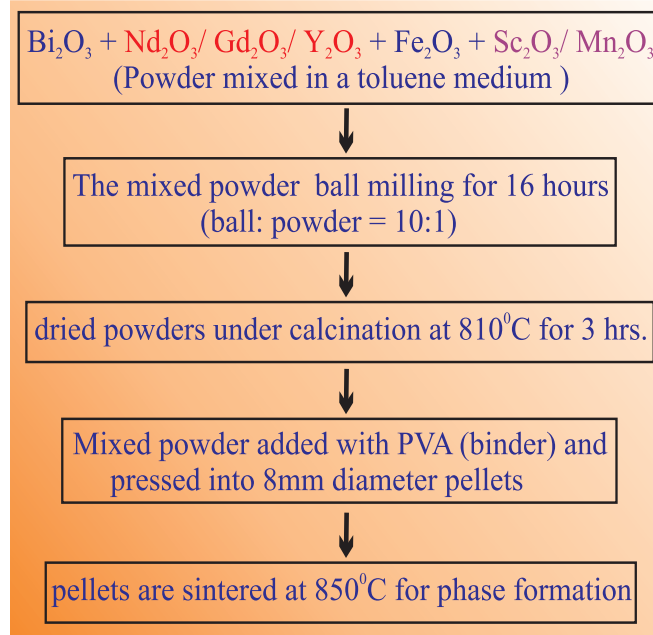 Bi₂O₃ + Nd₂O₃/ Gd₂O₃/ Y₂O₃ + Fe₂O₃ + Sc₂O₃/ Mn₂O₃
(Powder mixed in a toluene medium )
The mixed powder ball milling for 16 hours
(ball: powder = 10:1)
dried powders under calcination at 810⁰C for 3 hrs.
Mixed powder added with PVA (binder) and
pressed into 8mm diameter pellets
pellets are sintered at 850⁰C for phase formation